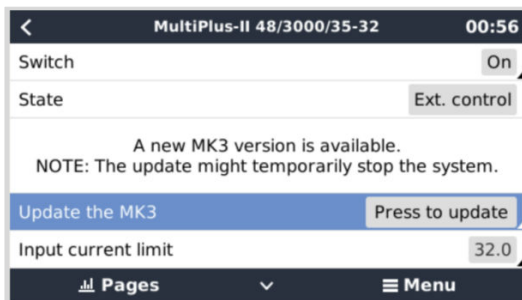 MultiPlus-II 48/3000/35-32 00:56
Switch On
State Ext. control
A new MK3 version is available.
NOTE: The update might temporarily stop the system.
Update the MK3 Press to update
Input current limit 32.0
Pages Menu